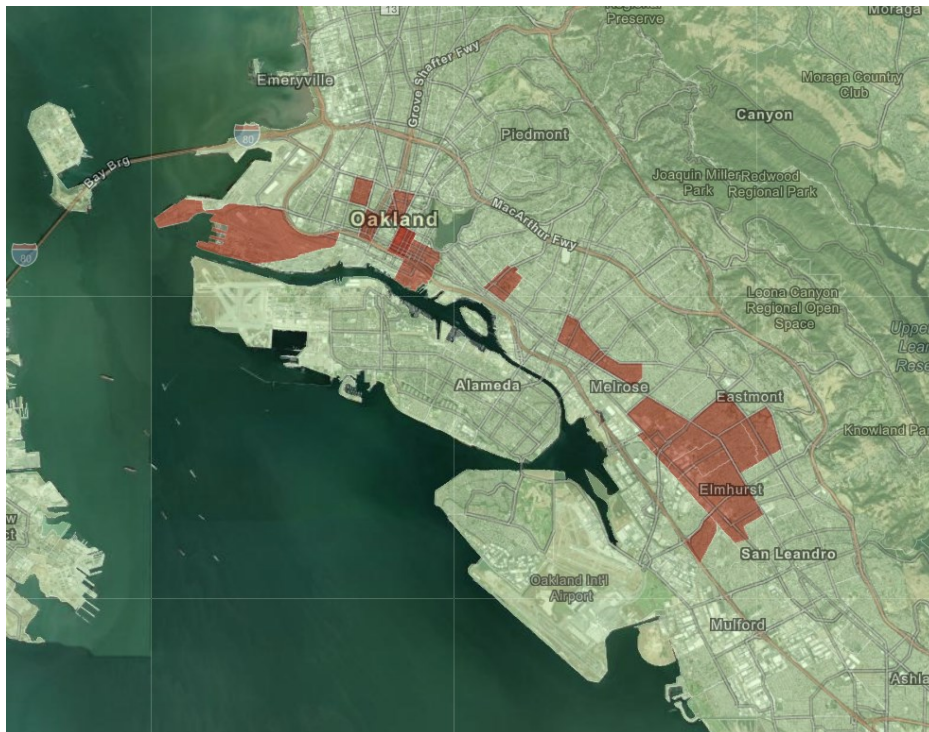 13
Preserve
Moraga
Grove Shafter Fwy
Emeryville
Moraga Country
Club
Canyon
80
Piedmont
Bay Brg
Joaquin Miller
Park
Redwood
Regional Park
Oakland
MacArthur Fwy
80
Leona Canyon
Regional Open
Space
Alameda
Melrose
Eastmont
Knowland
Elmhurst
San Leandro
Oakland Int'l
Airport
Mulford